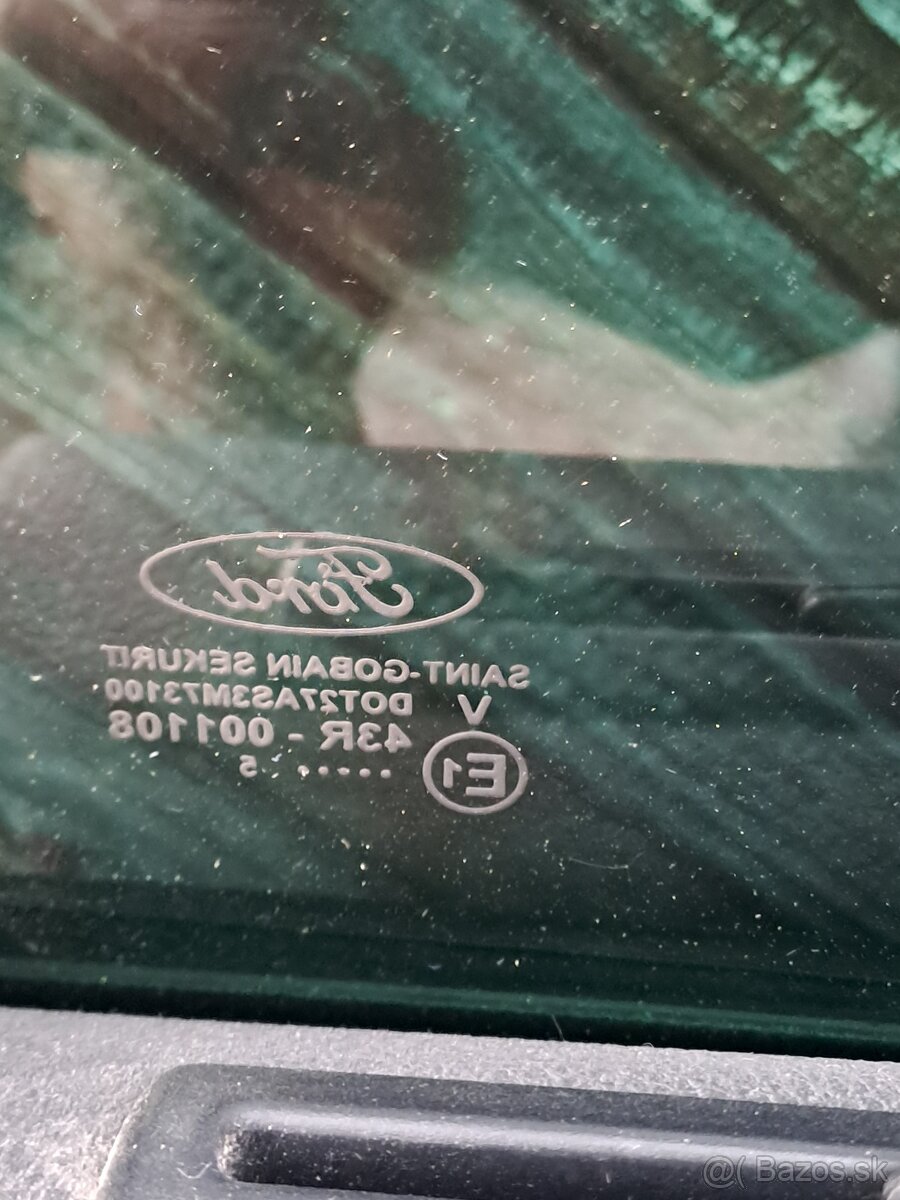 Ford
SAINT-GOBAIN SEKURIT
V DOT27AS3M73100
43R - 001108
E1 ....... 5
@( Bazos.sk